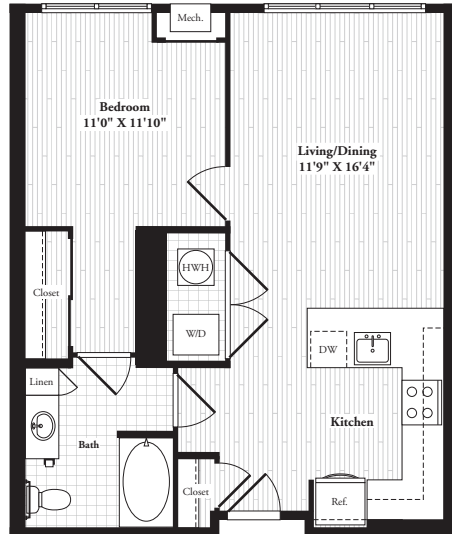 Mech.
Bedroom
11'0" X 11'10"
Living/Dining
11'9" X 16'4"
HWH
Closet
W/D
DW
Linen
Kitchen
Bath
Closet
Ref.